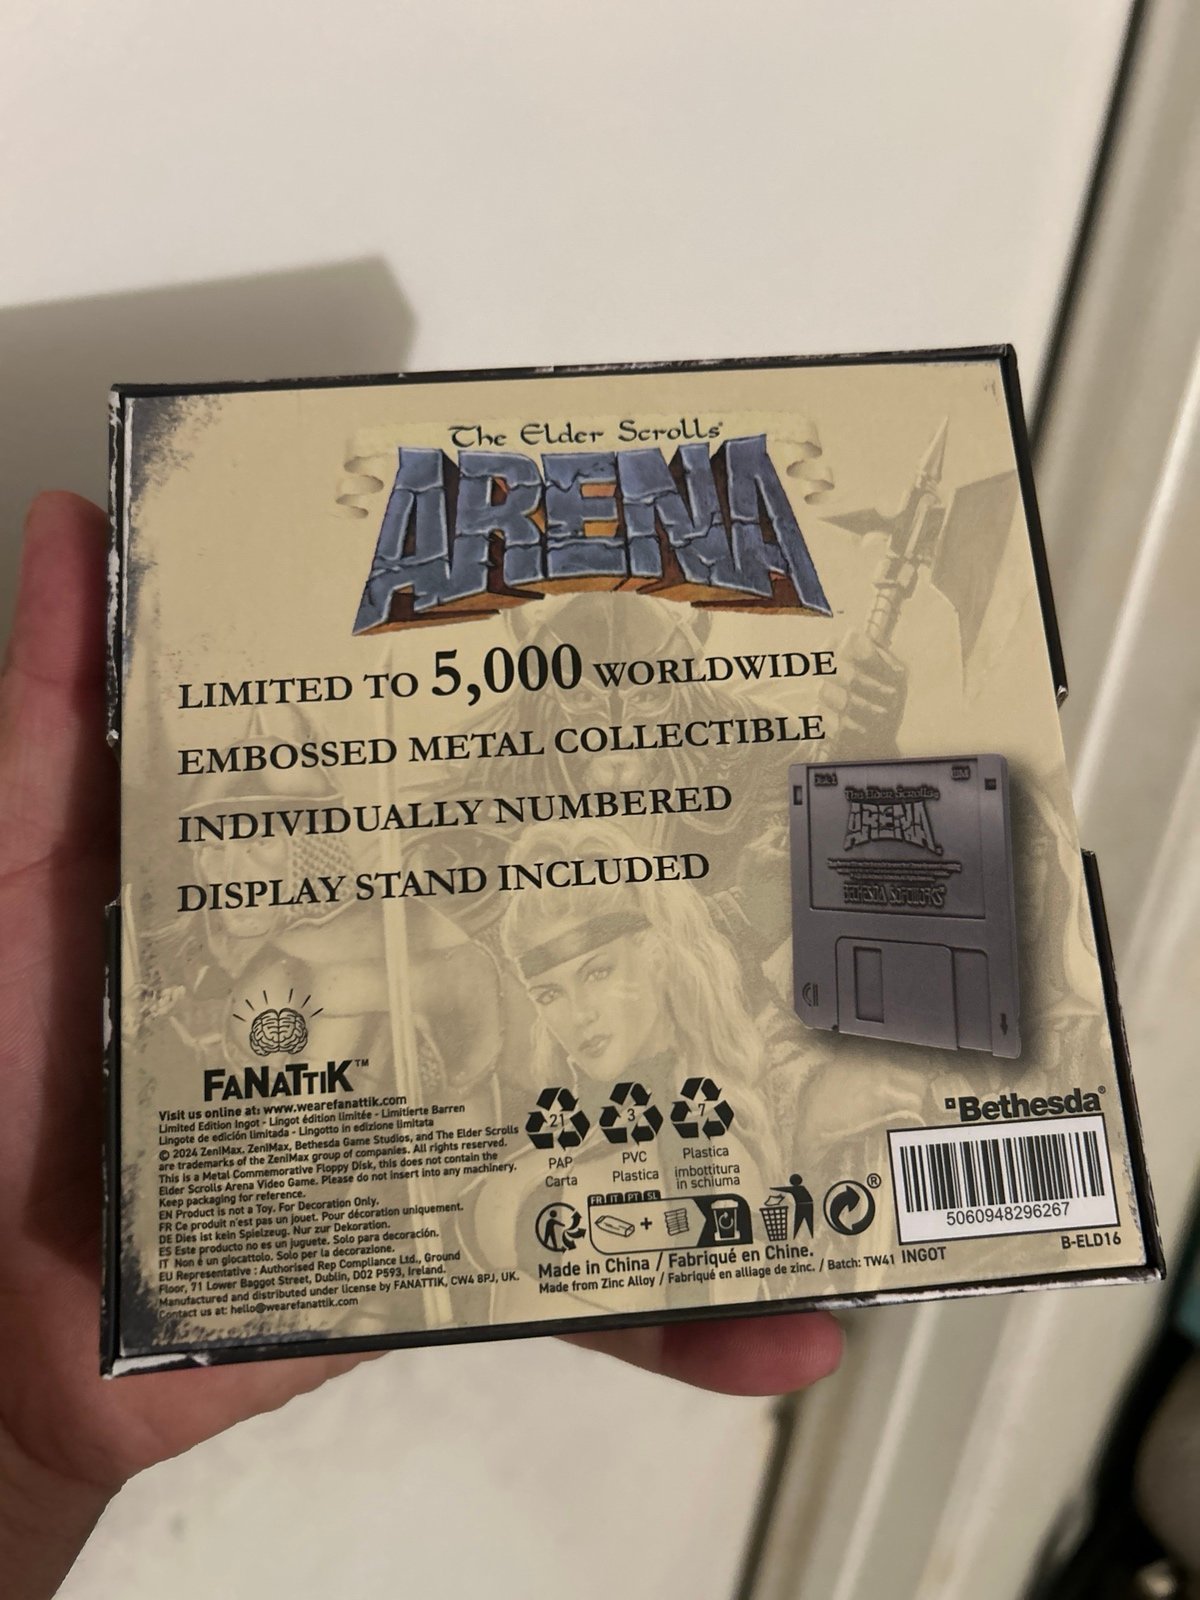 The Elder Scrolls®
ARENA™
LIMITED TO 5,000 WORLDWIDE
EMBOSSED METAL COLLECTIBLE
INDIVIDUALLY NUMBERED
DISPLAY STAND INCLUDED
The Elder Scrolls
ARENA
BETHESDA SOFTWORKS
FANATTIK™
Visit us online at: www.wearefanattik.com
Limited Edition Ingot - Lingot édition limitée - Limitierte Barren
Lingote de edición limitada - Lingotto in edizione limitata
© 2024 ZeniMax. ZeniMax, Bethesda Game Studios, and The Elder Scrolls
are trademarks of the ZeniMax group of companies. All rights reserved.
This is a Metal Commemorative Floppy Disk, this does not contain the
Elder Scrolls Arena Video Game. Please do not insert into any machinery.
Keep packaging for reference.
EN Product is not a Toy. For Decoration Only.
FR Ce produit n'est pas un jouet. Pour décoration uniquement.
DE Dies ist kein Spielzeug. Nur zur Dekoration.
ES Este producto no es un juguete. Solo para decoración.
IT Non è un giocattolo. Solo per la decorazione.
EU Representative : Authorised Rep Compliance Ltd., Ground
Floor, 71 Lower Baggot Street, Dublin, D02 P593, Ireland.
Manufactured and distributed under license by FANATTIK, CW4 8PJ, UK.
Contact us at: hello@wearefanattik.com
21
PAP
Carta
3
PVC
Plastica
7
Plastica
imbottitura
in schiuma
FR IT PT SL
Made in China / Fabriqué en Chine.
Made from Zinc Alloy / Fabriqué en alliage de zinc. / Batch: TW41 INGOT
Bethesda®
5060948296267
B-ELD16